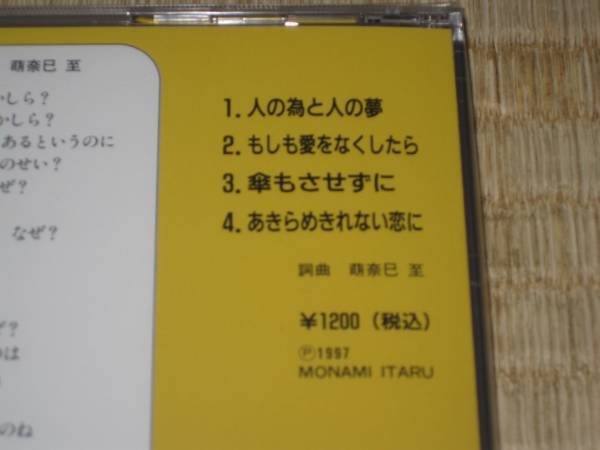 萠奈巳 至
かしら?
かしら?
あるというのに
のせい?
ぜ?
なぜ?
ぜ?
のは
のね
1. 人の為と人の夢
2. もしも愛をなくしたら
3. 傘もさせずに
4. あきらめきれない恋に
詞曲 萠奈巳 至
¥1200(税込)
Ⓟ1997
MONAMI ITARU